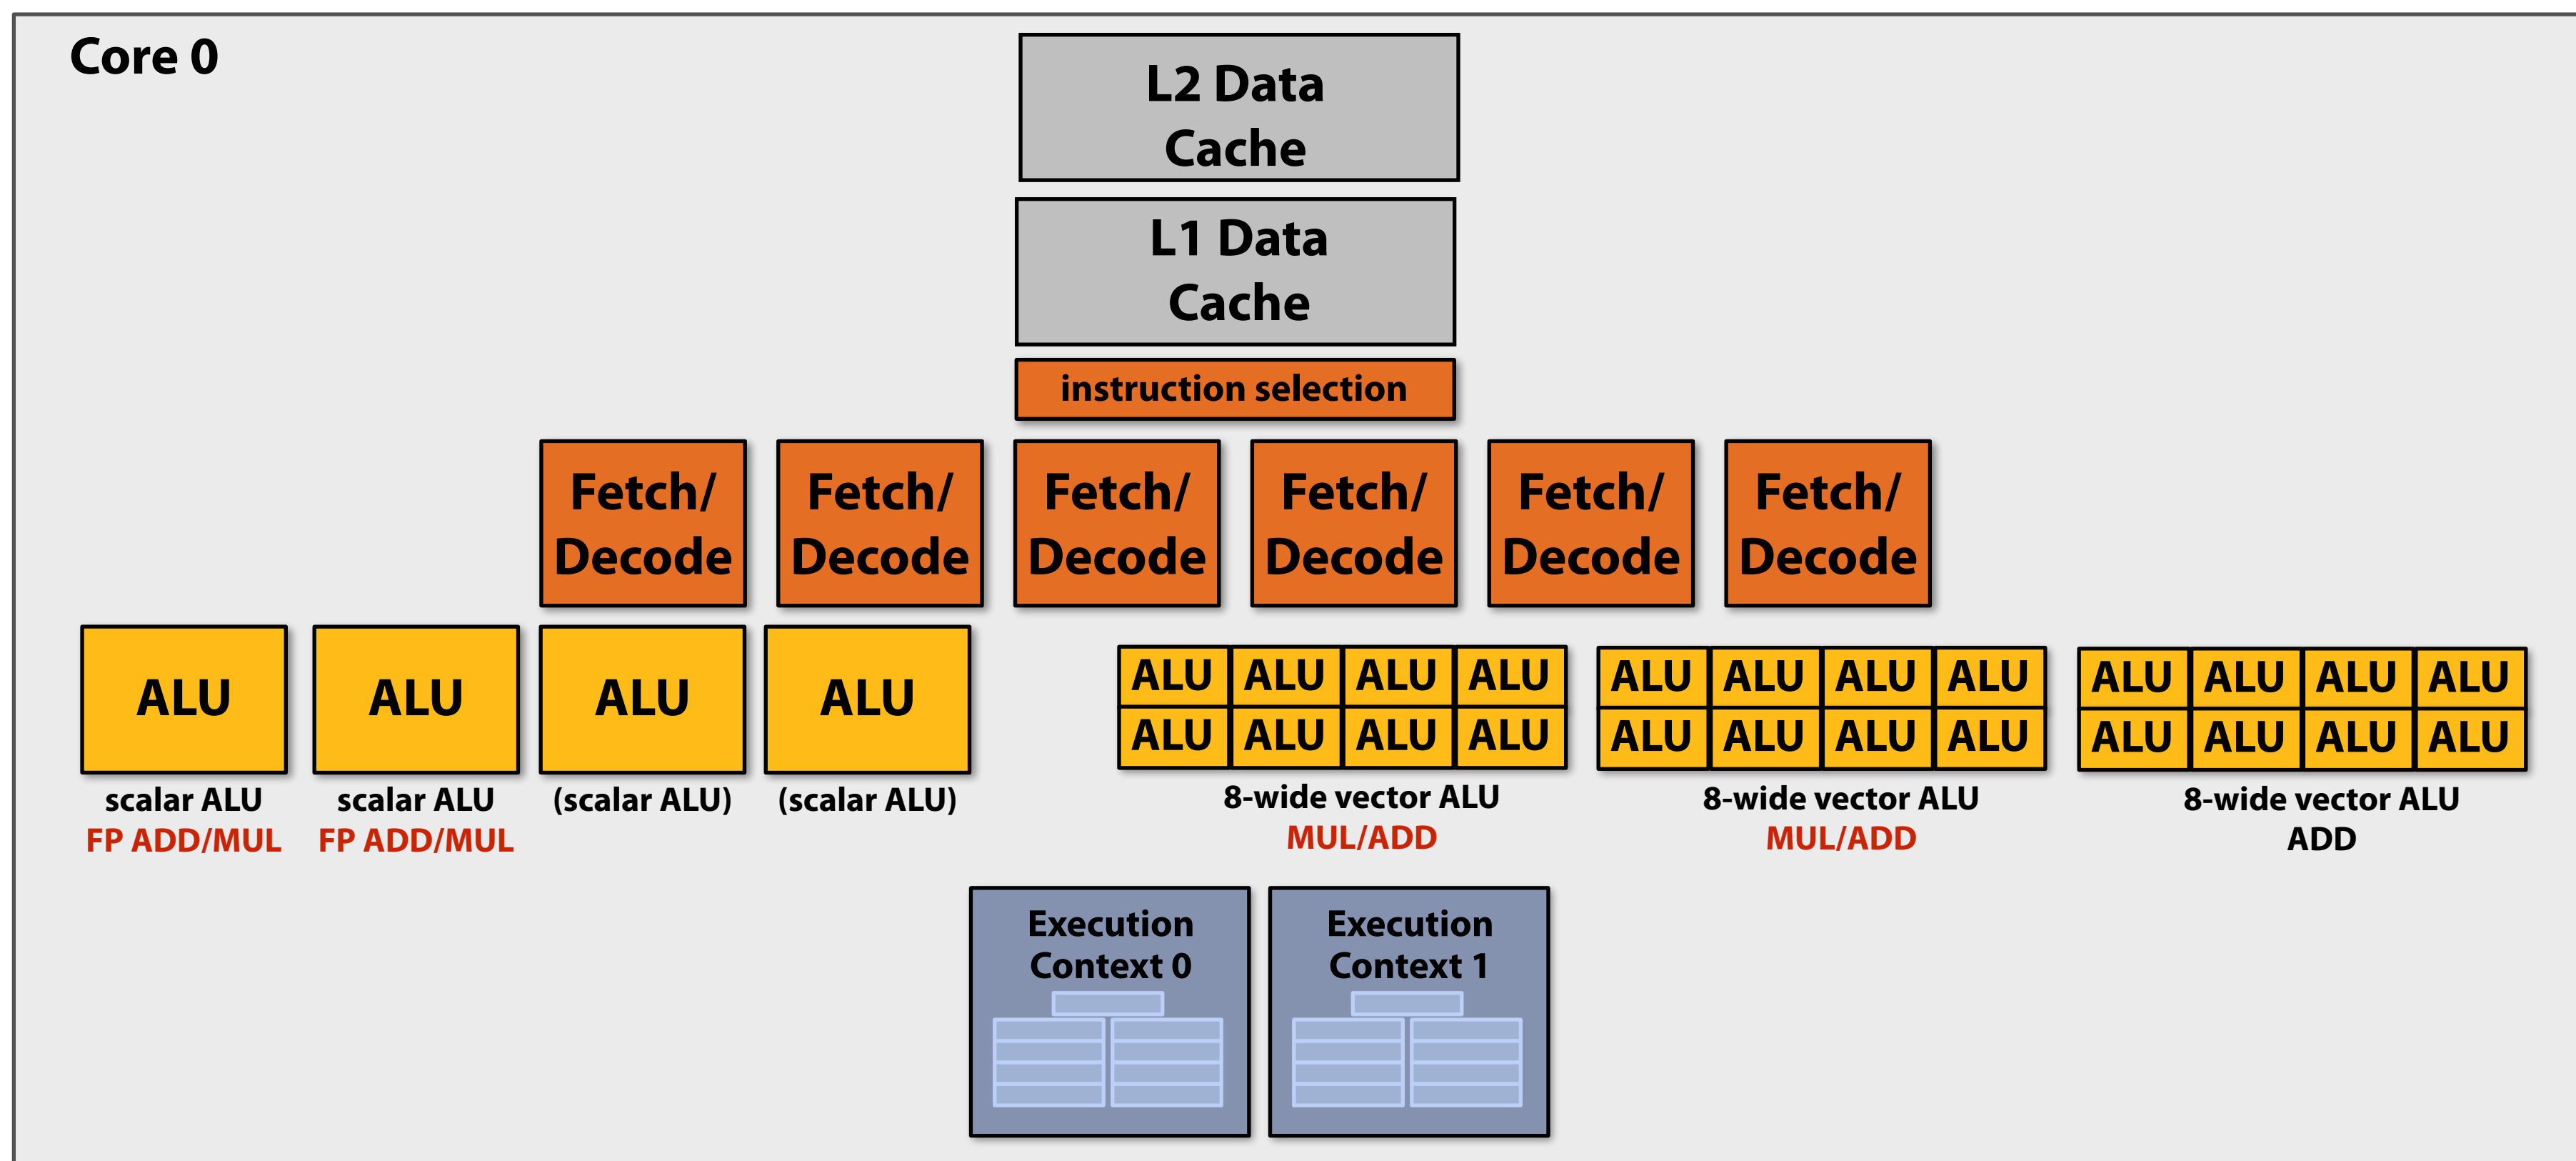 Core 0
L2 Data
Cache
L1 Data
Cache
instruction selection
Fetch/
Decode
Fetch/
Decode
Fetch/
Decode
Fetch/
Decode
Fetch/
Decode
Fetch/
Decode
ALU
scalar ALU
FP ADD/MUL
ALU
scalar ALU
FP ADD/MUL
ALU
(scalar ALU)
ALU
(scalar ALU)
ALU ALU ALU ALU
ALU ALU ALU ALU
8-wide vector ALU
MUL/ADD
ALU ALU ALU ALU
ALU ALU ALU ALU
8-wide vector ALU
MUL/ADD
ALU ALU ALU ALU
ALU ALU ALU ALU
8-wide vector ALU
ADD
Execution
Context 0
Execution
Context 1